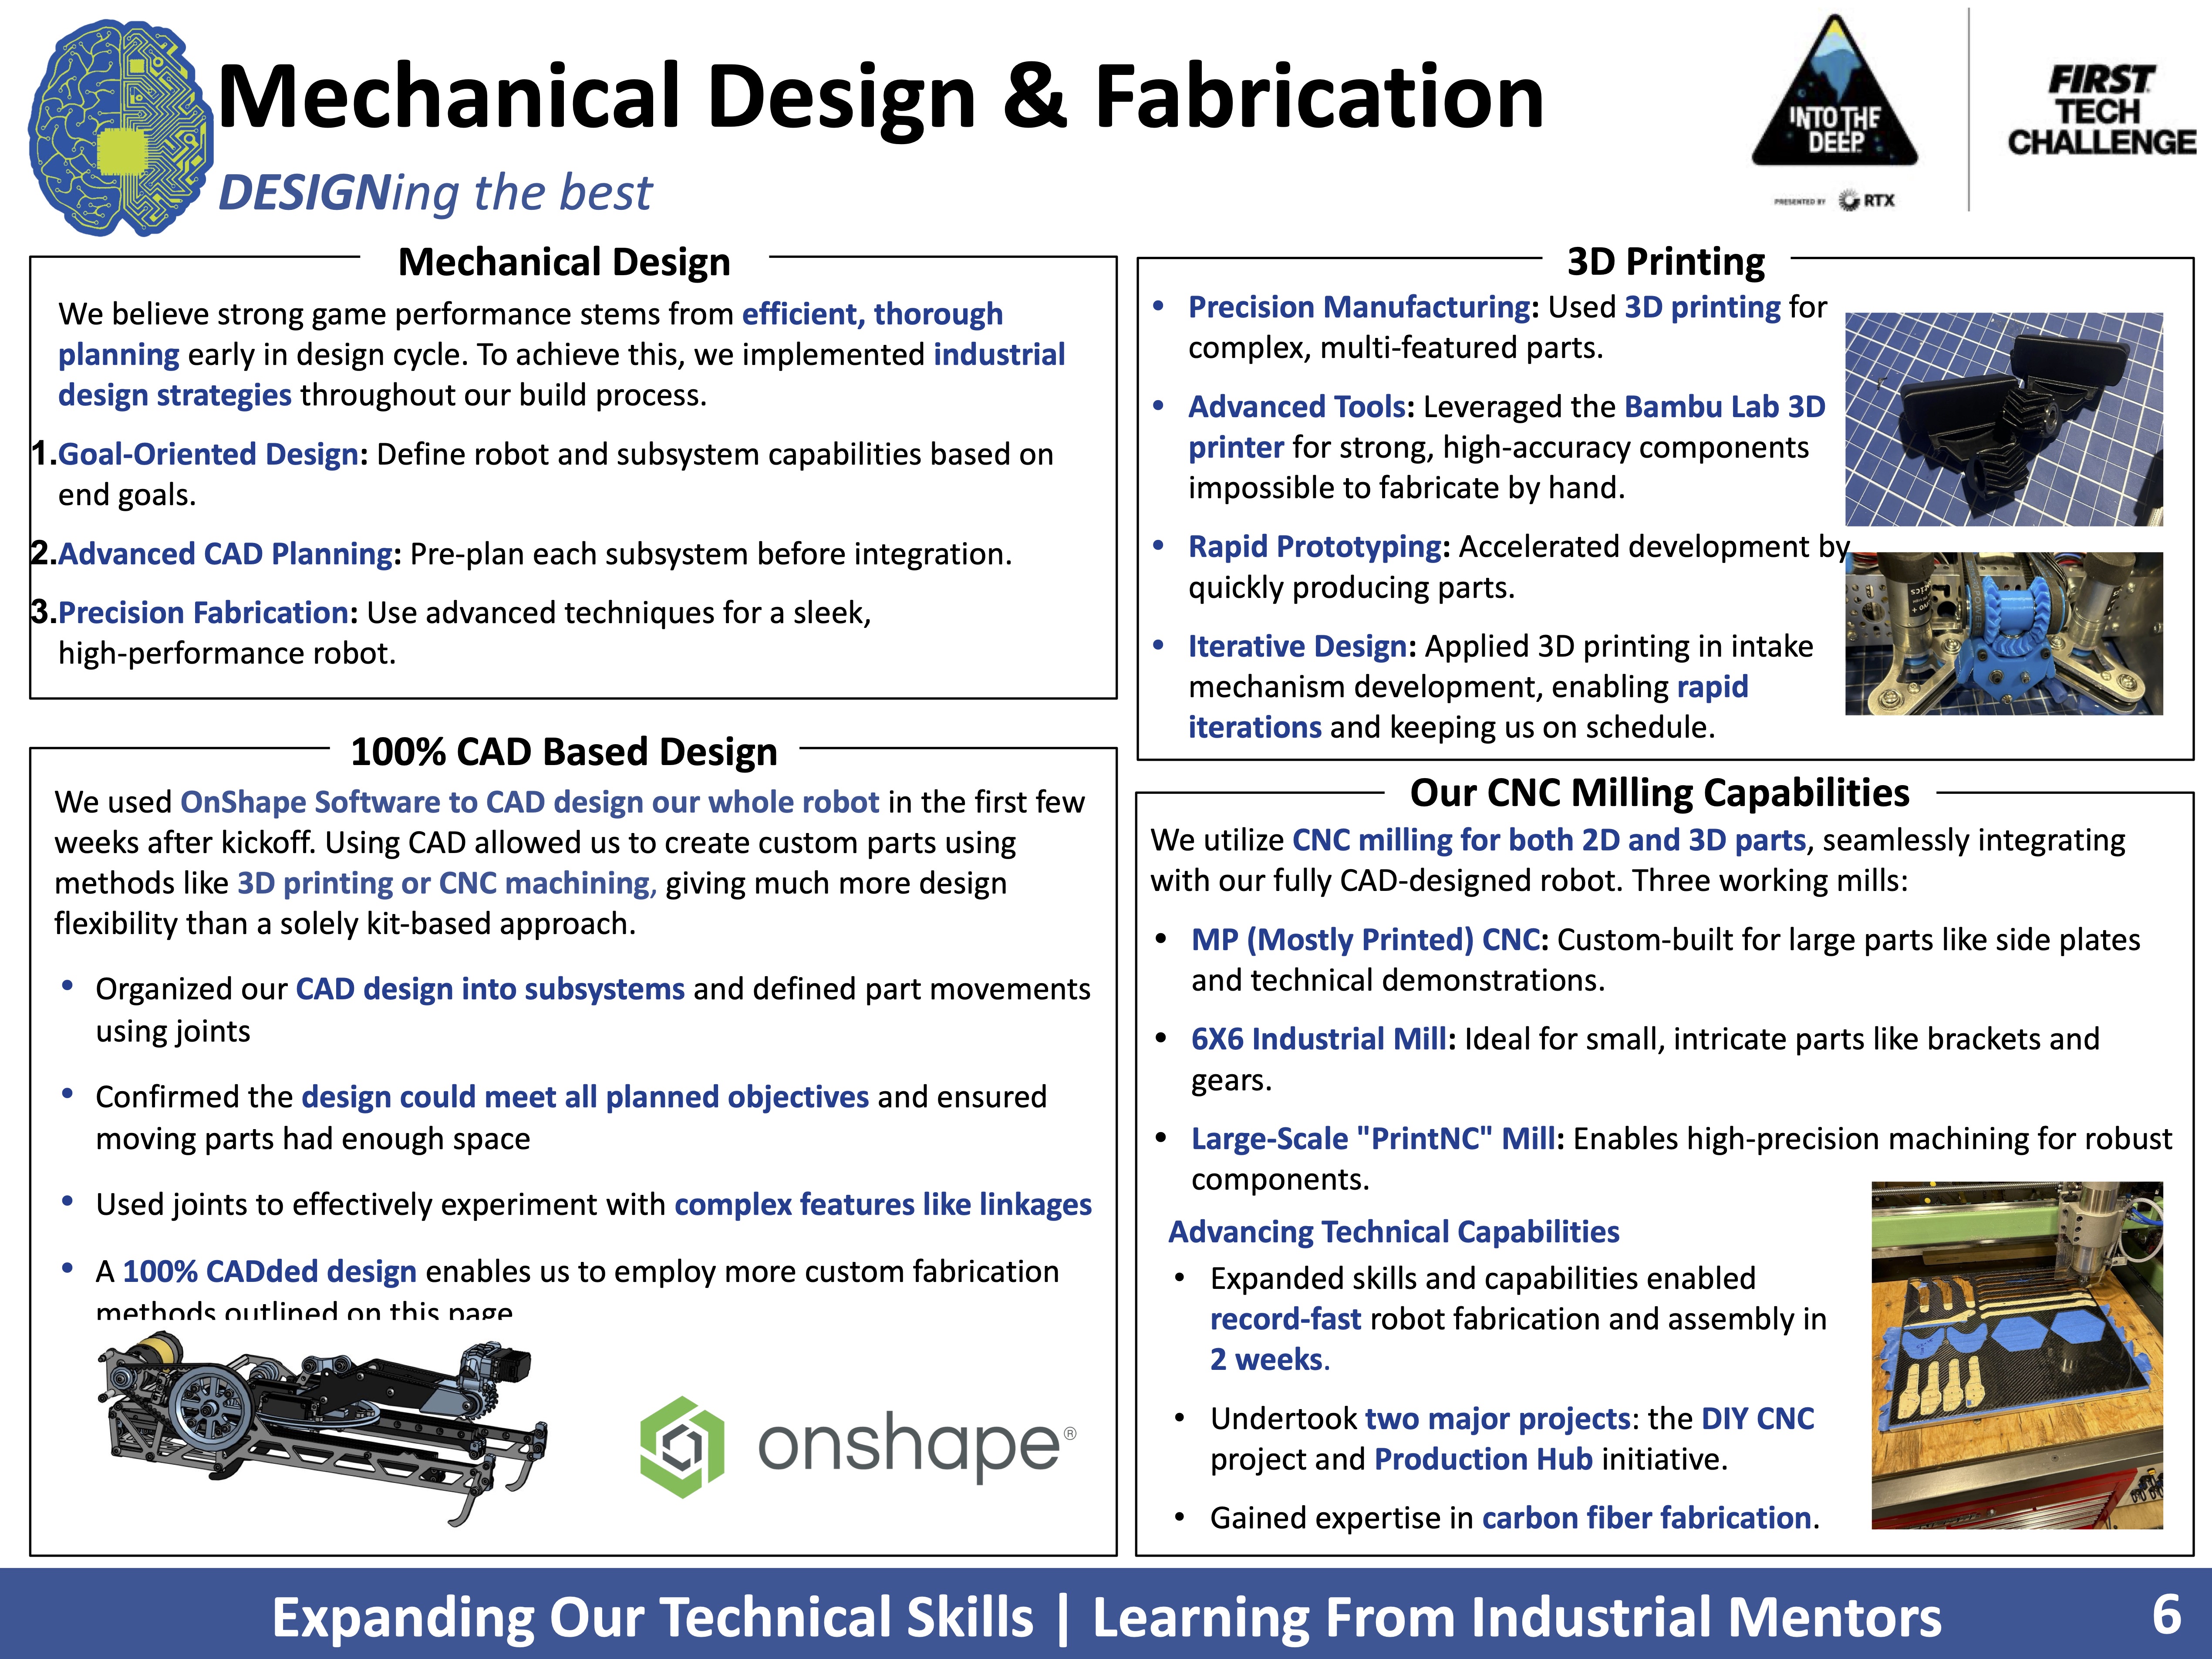 Mechanical Design & Fabrication
DESIGNing the best
INTO THE
DEEP
PRESENTED BY RTX
FIRST
TECH
CHALLENGE
Mechanical Design
We believe strong game performance stems from efficient, thorough
planning early in design cycle. To achieve this, we implemented industrial
design strategies throughout our build process.
1.Goal-Oriented Design: Define robot and subsystem capabilities based on
end goals.
2.Advanced CAD Planning: Pre-plan each subsystem before integration.
3.Precision Fabrication: Use advanced techniques for a sleek,
high-performance robot.
100% CAD Based Design
We used OnShape Software to CAD design our whole robot in the first few
weeks after kickoff. Using CAD allowed us to create custom parts using
methods like 3D printing or CNC machining, giving much more design
flexibility than a solely kit-based approach.
• Organized our CAD design into subsystems and defined part movements
using joints
• Confirmed the design could meet all planned objectives and ensured
moving parts had enough space
• Used joints to effectively experiment with complex features like linkages
• A 100% CADded design enables us to employ more custom fabrication
methods outlined on this page
onshape®
3D Printing
• Precision Manufacturing: Used 3D printing for
complex, multi-featured parts.
• Advanced Tools: Leveraged the Bambu Lab 3D
printer for strong, high-accuracy components
impossible to fabricate by hand.
• Rapid Prototyping: Accelerated development by
quickly producing parts.
• Iterative Design: Applied 3D printing in intake
mechanism development, enabling rapid
iterations and keeping us on schedule.
Our CNC Milling Capabilities
We utilize CNC milling for both 2D and 3D parts, seamlessly integrating
with our fully CAD-designed robot. Three working mills:
• MP (Mostly Printed) CNC: Custom-built for large parts like side plates
and technical demonstrations.
• 6X6 Industrial Mill: Ideal for small, intricate parts like brackets and
gears.
• Large-Scale "PrintNC" Mill: Enables high-precision machining for robust
components.
Advancing Technical Capabilities
• Expanded skills and capabilities enabled
record-fast robot fabrication and assembly in
2 weeks.
• Undertook two major projects: the DIY CNC
project and Production Hub initiative.
• Gained expertise in carbon fiber fabrication.
Expanding Our Technical Skills | Learning From Industrial Mentors
6